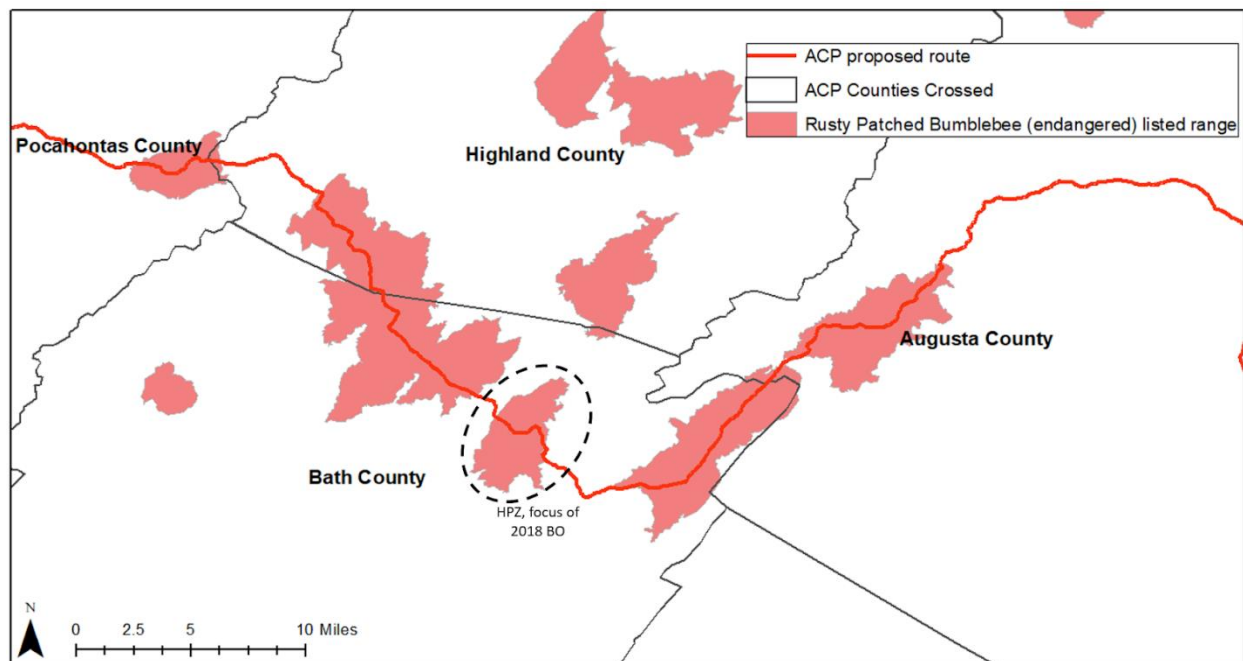 ACP proposed route
ACP Counties Crossed
Rusty Patched Bumblebee (endangered) listed range
Pocahontas County
Highland County
Augusta County
Bath County
HPZ, focus of
2018 BO
N
0 2.5 5 10 Miles